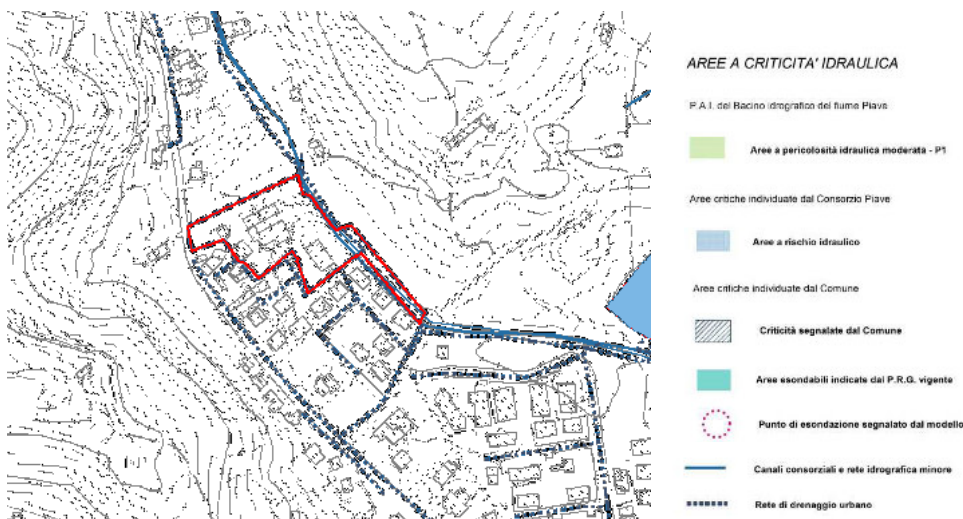 AREE A CRITICITA' IDRAULICA
P.A.I. del Bacino idrografico del fiume Piave
Aree a pericolosità idraulica moderata - P1
Aree critiche individuate dal Consorzio Piave
Aree a rischio idraulico
Aree critiche individuate dal Comune
Criticità segnalate dal Comune
Aree esondabili indicate dal P.R.G. vigente
Punto di esondazione segnalato dal modello
Canali consorziali e rete idrografica minore
Rete di drenaggio urbano